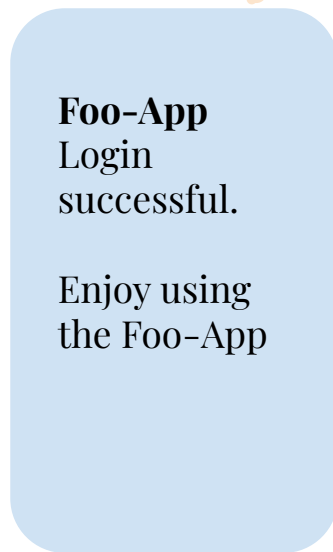 Foo-App
Login
successful.
Enjoy using
the Foo-App